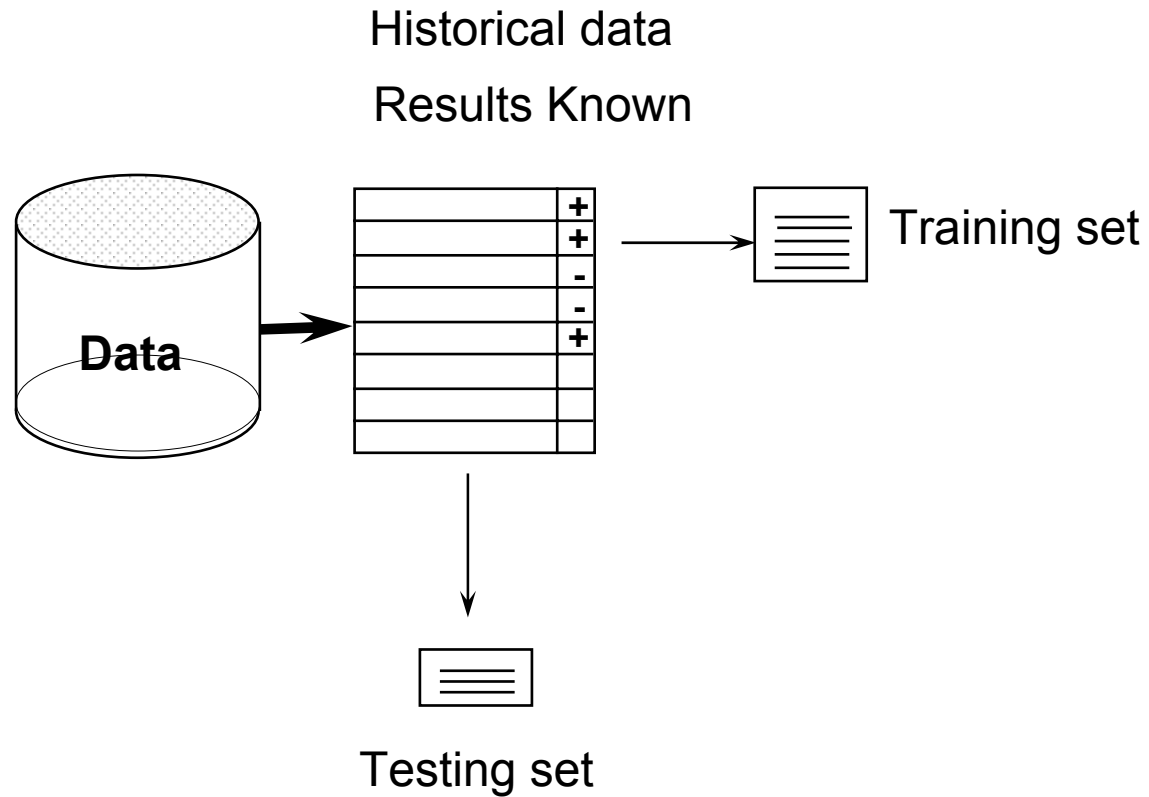 Historical data
Results Known
+
+
-
-
+
Training set
Data
Testing set